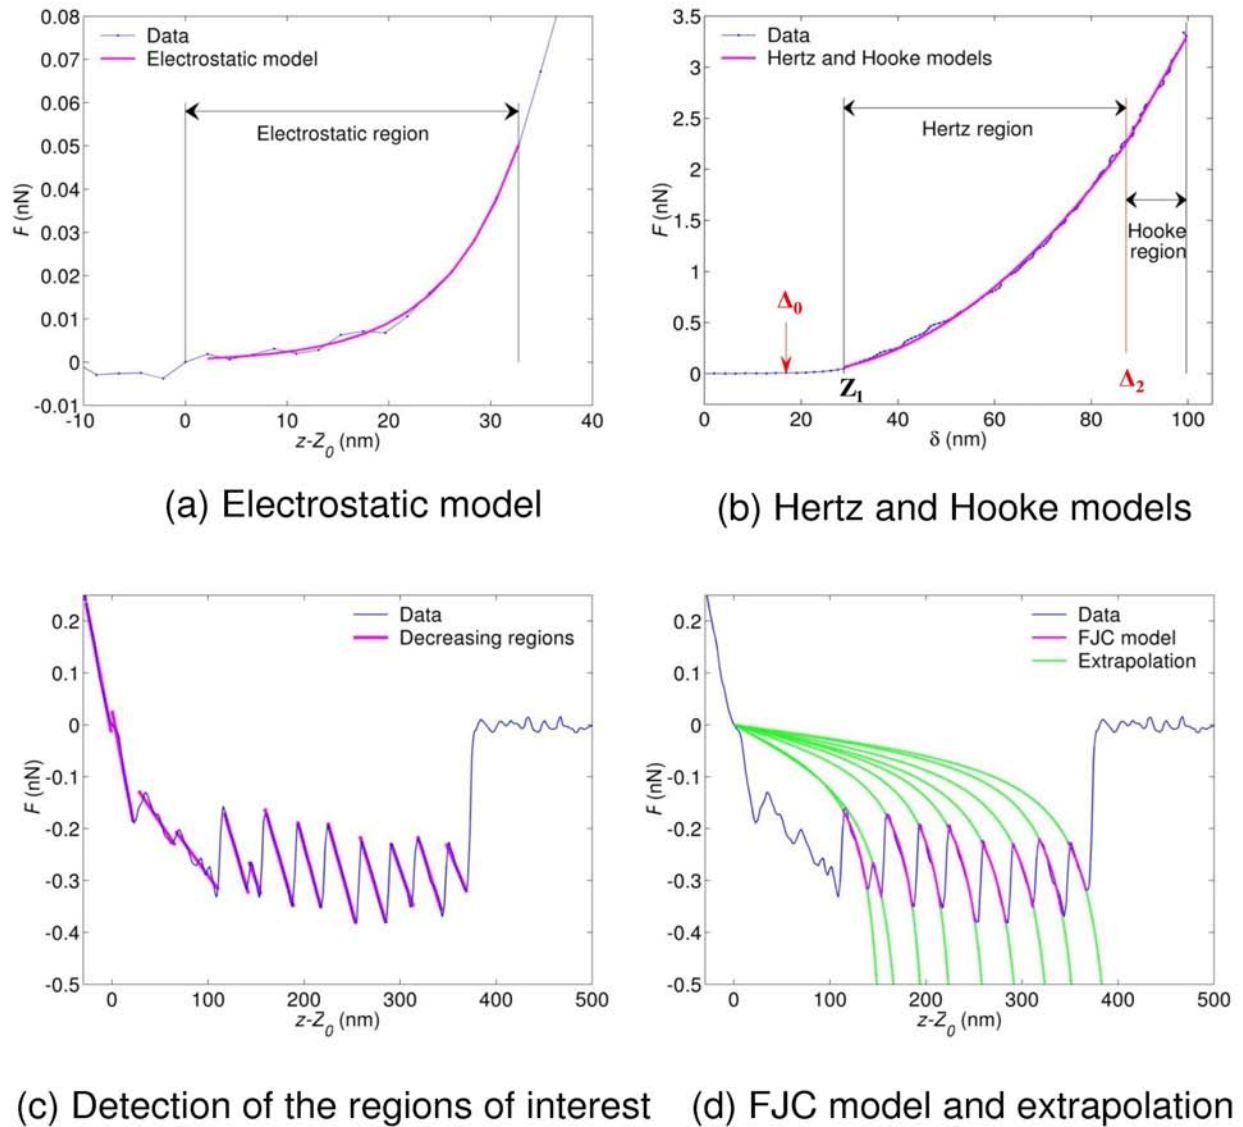 0.08
0.07
0.06
0.05
0.04
0.03
0.02
0.01
0
-0.01
F (nN)
Data
Electrostatic model
Electrostatic region
-10 0 10 20 30 40
z-Z0 (nm)
(a) Electrostatic model
3.5
3
2.5
2
1.5
1
0.5
0
F (nN)
Data
Hertz and Hooke models
Hertz region
Hooke
region
Δ0
Z1
Δ2
0 20 40 60 80 100
δ (nm)
(b) Hertz and Hooke models
0.2
0.1
0
-0.1
-0.2
-0.3
-0.4
-0.5
F (nN)
Data
Decreasing regions
0 100 200 300 400 500
z-Z0 (nm)
(c) Detection of the regions of interest
0.2
0.1
0
-0.1
-0.2
-0.3
-0.4
-0.5
F (nN)
Data
FJC model
Extrapolation
0 100 200 300 400 500
z-Z0 (nm)
(d) FJC model and extrapolation